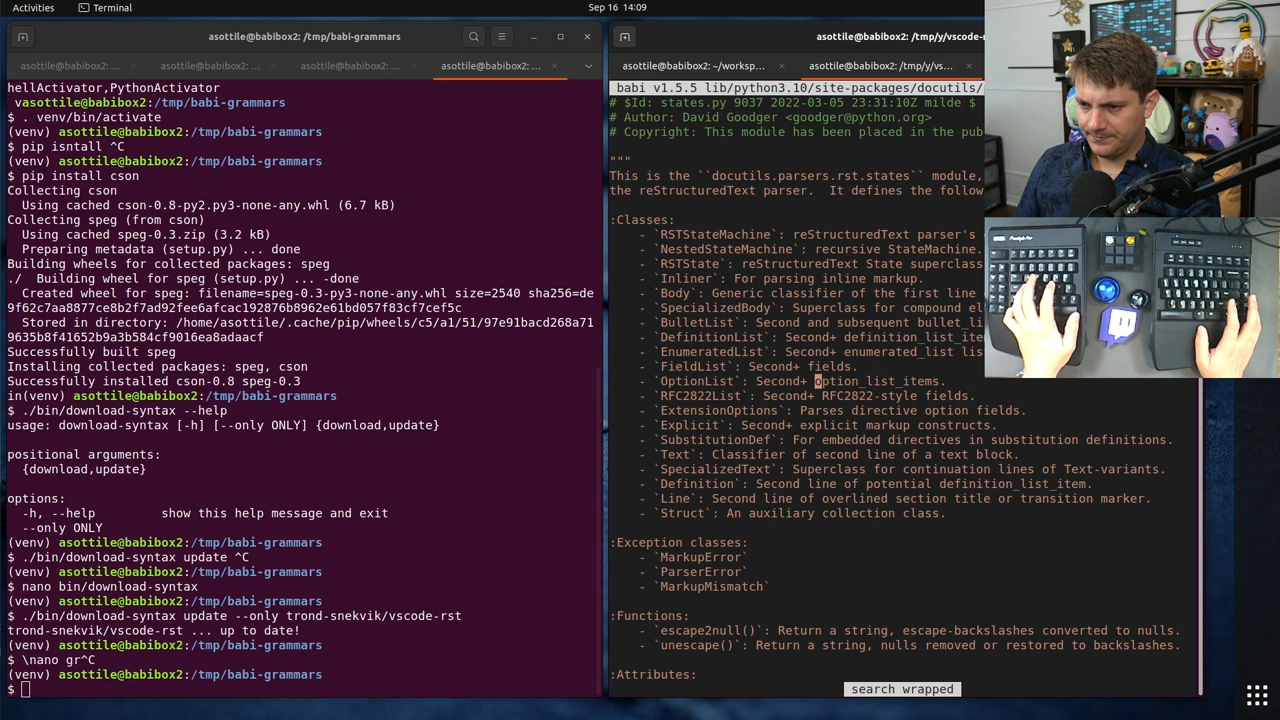 Activities
Terminal
Sep 16 14:09
asottile@babibox2: /tmp/babi-grammars
asottile@babibox2: ...
asottile@babibox2: ...
asottile@babibox2: ...
asottile@babibox2: ...
hellActivator,PythonActivator
vasottile@babibox2:/tmp/babi-grammars
$ . venv/bin/activate
(venv) asottile@babibox2:/tmp/babi-grammars
$ pip isntall ^C
(venv) asottile@babibox2:/tmp/babi-grammars
$ pip install cson
Collecting cson
Using cached cson-0.8-py2.py3-none-any.whl (6.7 kB)
Collecting speg (from cson)
Using cached speg-0.3.zip (3.2 kB)
Preparing metadata (setup.py) ... done
Building wheels for collected packages: speg
./  Building wheel for speg (setup.py) ... -done
Created wheel for speg: filename=speg-0.3-py3-none-any.whl size=2540 sha256=de
9f62c7aa8877ce8b2f7ad92fee6afcac19287078962e61bd057f83cf7cef5c
Stored in directory: /home/asottile/.cache/pip/wheels/c5/a1/51/97e91bacd268a71
9635b8f41652b9a3b584cf9016ea8adaacf
Successfully built speg
Installing collected packages: speg, cson
Successfully installed cson-0.8 speg-0.3
in(venv) asottile@babibox2:/tmp/babi-grammars
$ ./bin/download-syntax --help
usage: download-syntax [-h] [--only ONLY] {download,update}
positional arguments:
{download,update}
options:
-h, --help         show this help message and exit
--only ONLY
(venv) asottile@babibox2:/tmp/babi-grammars
$ ./bin/download-syntax update ^C
(venv) asottile@babibox2:/tmp/babi-grammars
$ nano bin/download-syntax
(venv) asottile@babibox2:/tmp/babi-grammars
$ ./bin/download-syntax update --only trond-snekvik/vscode-rst
trond-snekvik/vscode-rst ... up to date!
(venv) asottile@babibox2:/tmp/babi-grammars
$ \nano gr^C
(venv) asottile@babibox2:/tmp/babi-grammars
$
asottile@babibox2: /tmp/y/vscode-
asottile@babibox2: ~/worksp...
asottile@babibox2: /tmp/y/vs...
babi v1.5.5 lib/python3.10/site-packages/docutils/
# $Id: states.py 9037 2022-03-05 23:31:10Z milde $
# Author: David Goodger <goodger@python.org>
# Copyright: This module has been placed in the pub
"""
This is the ``docutils.parsers.rst.states`` module,
the reStructuredText parser.  It defines the follow
:Classes:
- `RSTStateMachine`: reStructuredText parser's
- `NestedStateMachine`: recursive StateMachine.
- `RSTState`: reStructuredText State superclass
- `Inliner`: For parsing inline markup.
- `Body`: Generic classifier of the first line
- `SpecializedBody`: Superclass for compound el
- `BulletList`: Second and subsequent bullet_li
- `DefinitionList`: Second+ definition_list_ite
- `EnumeratedList`: Second+ enumerated_list lis
- `FieldList`: Second+ fields.
- `OptionList`: Second+ option_list_items.
- `RFC2822List`: Second+ RFC2822-style fields.
- `ExtensionOptions`: Parses directive option fields.
- `Explicit`: Second+ explicit markup constructs.
- `SubstitutionDef`: For embedded directives in substitution definitions.
- `Text`: Classifier of second line of a text block.
- `SpecializedText`: Superclass for continuation lines of Text-variants.
- `Definition`: Second line of potential definition_list_item.
- `Line`: Second line of overlined section title or transition marker.
- `Struct`: An auxiliary collection class.
:Exception classes:
- `MarkupError`
- `ParserError`
- `MarkupMismatch`
:Functions:
- `escape2null()`: Return a string, escape-backslashes converted to nulls.
- `unescape()`: Return a string, nulls removed or restored to backslashes.
:Attributes:
search wrapped